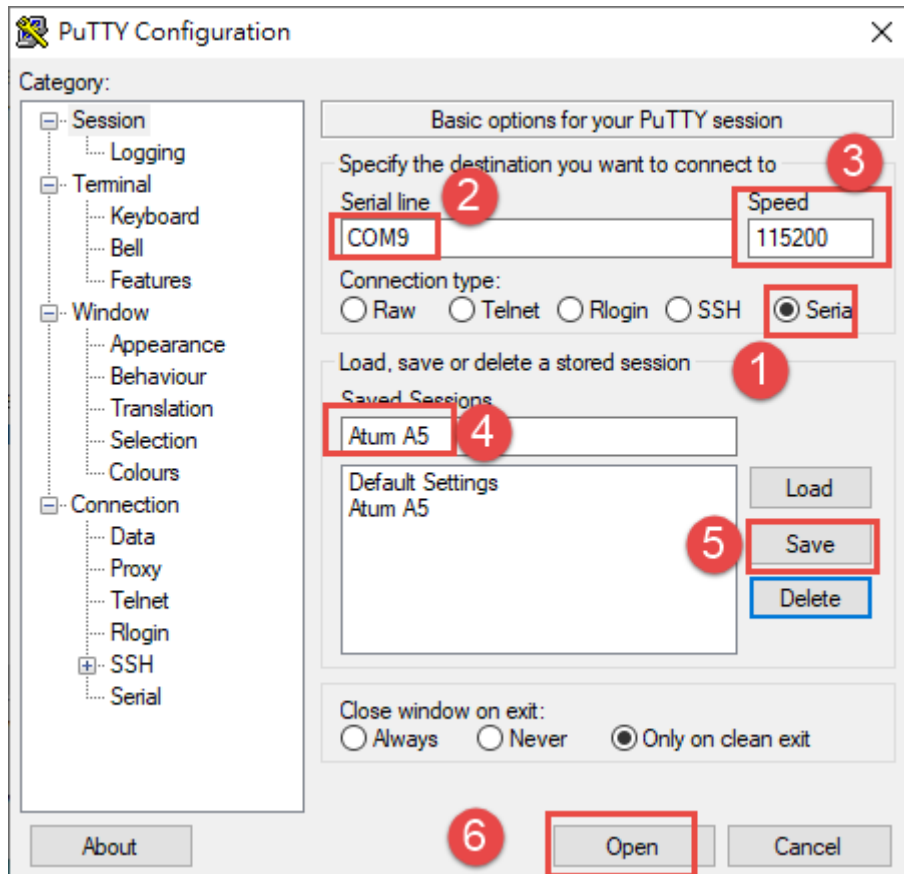 PuTTY Configuration
Category:
Session
Logging
Terminal
Keyboard
Bell
Features
Window
Appearance
Behaviour
Translation
Selection
Colours
Connection
Data
Proxy
Telnet
Rlogin
SSH
Serial
Basic options for your PuTTY session
Specify the destination you want to connect to
3
Serial line
2
Speed
COM9
115200
Connection type:
Raw Telnet Rlogin SSH Serial
1
Load, save or delete a stored session
Saved Sessions
Atum A5
4
Default Settings
Atum A5
Load
5
Save
Delete
Close window on exit:
Always Never Only on clean exit
About
6
Open
Cancel